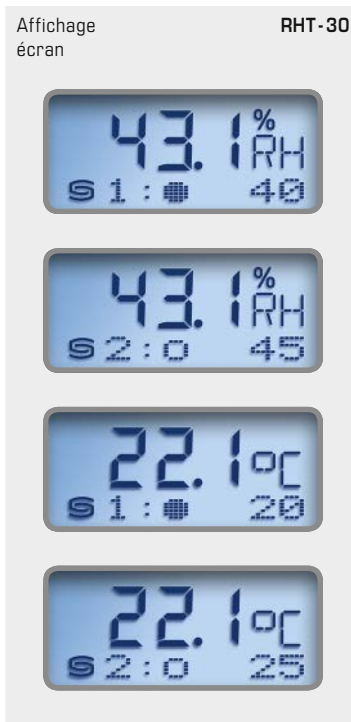 Affichage RHT-30
écran
43.1 % RH
S1:● 40
43.1 % RH
S2:○ 45
22.1 °C
S1:● 20
22.1 °C
S2:○ 25